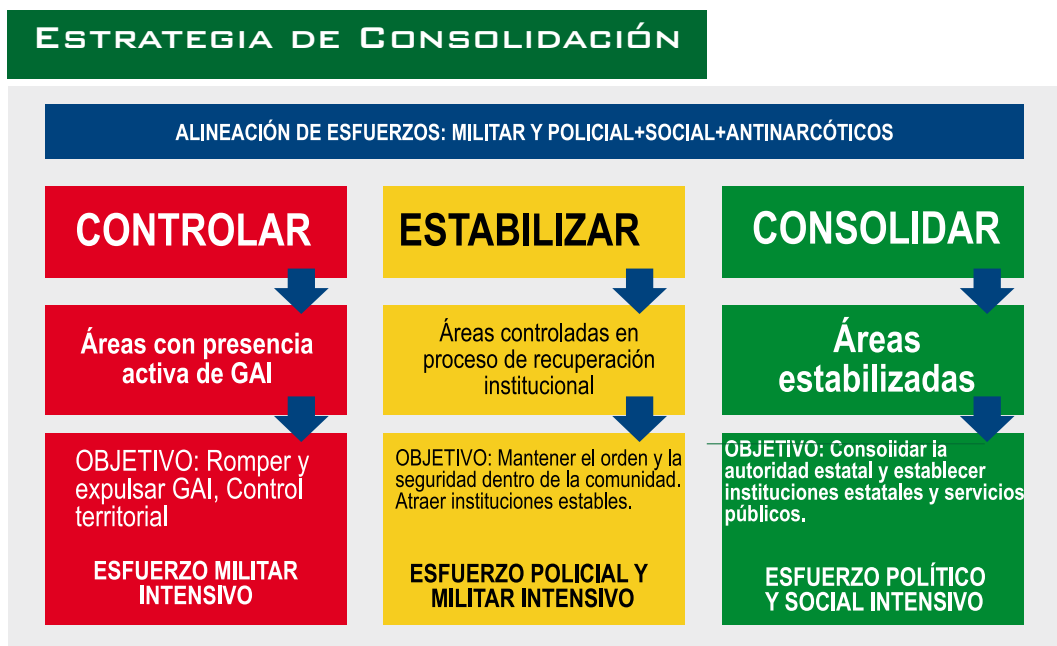 ESTRATEGIA DE CONSOLIDACIÓN
ALINEACIÓN DE ESFUERZOS: MILITAR Y POLICIAL+SOCIAL+ANTINARCÓTICOS
CONTROLAR
Áreas con presencia
activa de GAI
OBJETIVO: Romper y
expulsar GAI, Control
territorial
ESFUERZO MILITAR
INTENSIVO
ESTABILIZAR
Áreas controladas en
proceso de recuperación
institucional
OBJETIVO: Mantener el orden y la
seguridad dentro de la comunidad.
Atraer instituciones estables.
ESFUERZO POLICIAL Y
MILITAR INTENSIVO
CONSOLIDAR
Áreas
estabilizadas
OBJETIVO: Consolidar la
autoridad estatal y establecer
instituciones estatales y servicios
públicos.
ESFUERZO POLÍTICO
Y SOCIAL INTENSIVO